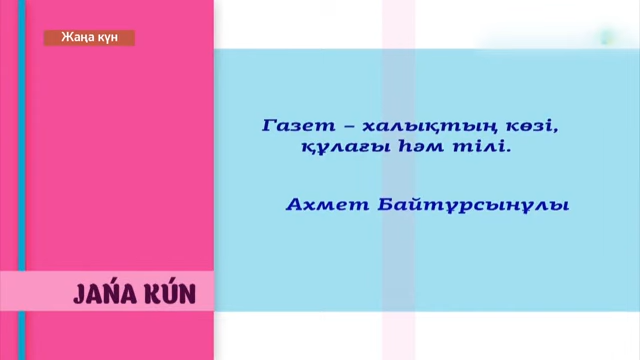 Жаңа күн
Газет – халықтың көзі,
құлағы һәм тілі.
Ахмет Байтұрсынұлы
JAŃA KÚN